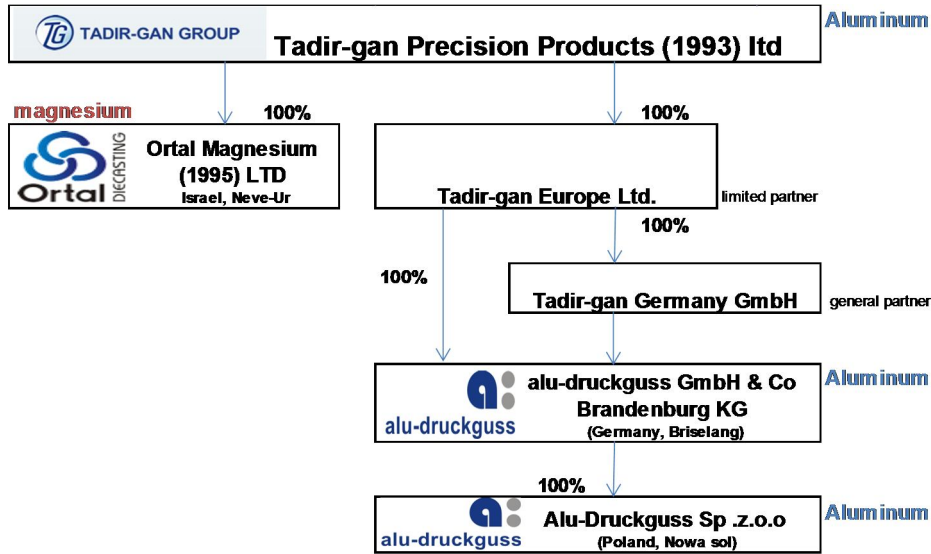 TG TADIR-GAN GROUP
Tadir-gan Precision Products (1993) ltd
Aluminum
100%
100%
magnesium
Ortal
DIECASTING
Ortal Magnesium
(1995) LTD
Israel, Neve-Ur
Tadir-gan Europe Ltd.
limited partner
100%
100%
Tadir-gan Germany GmbH
general partner
a:
alu-druckguss
alu-druckguss GmbH & Co
Brandenburg KG
(Germany, Briselang)
Aluminum
100%
a:
alu-druckguss
Alu-Druckguss Sp .z.o.o
(Poland, Nowa sol)
Aluminum